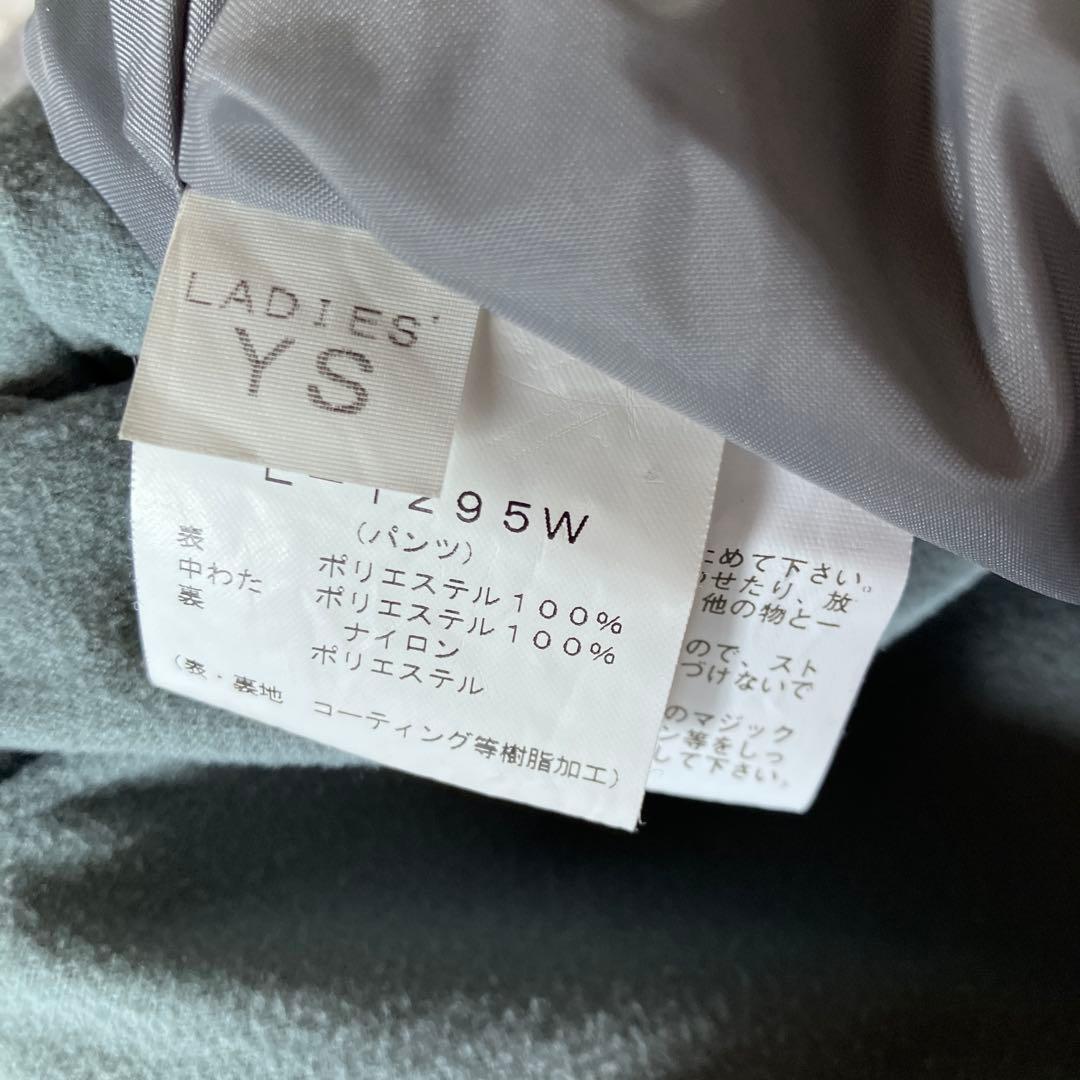 LADIES'
YS
L-1295W
(パンツ)
表 ポリエステル100%
中わた ポリエステル100%
裏 ナイロン
ポリエステル
(表・裏地 コーティング等樹脂加工)
めて下さい。
せたり、放
他の物と一
ので、スト
づけないで
のマジック
ン等をしっ
して下さい。